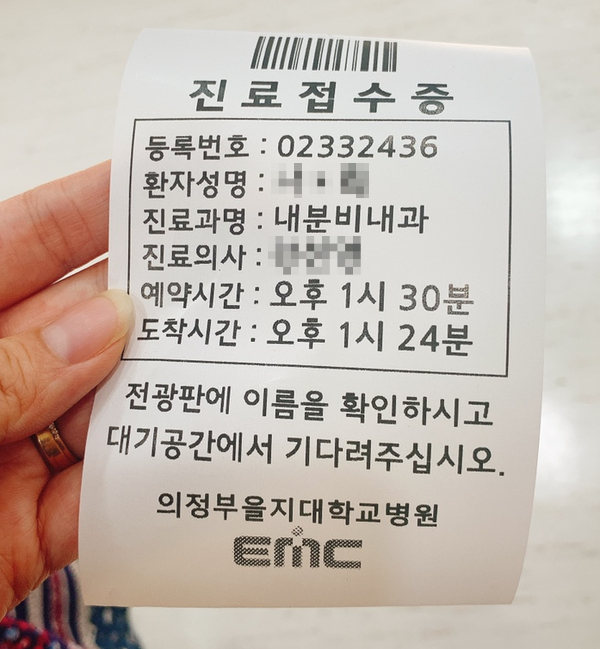 진료접수증
등록번호 : 02332436
환자성명 :
진료과명 : 내분비내과
진료의사 :
예약시간 : 오후 1시 30분
도착시간 : 오후 1시 24분
전광판에 이름을 확인하시고
대기공간에서 기다려주십시오.
의정부을지대학교병원
EMC